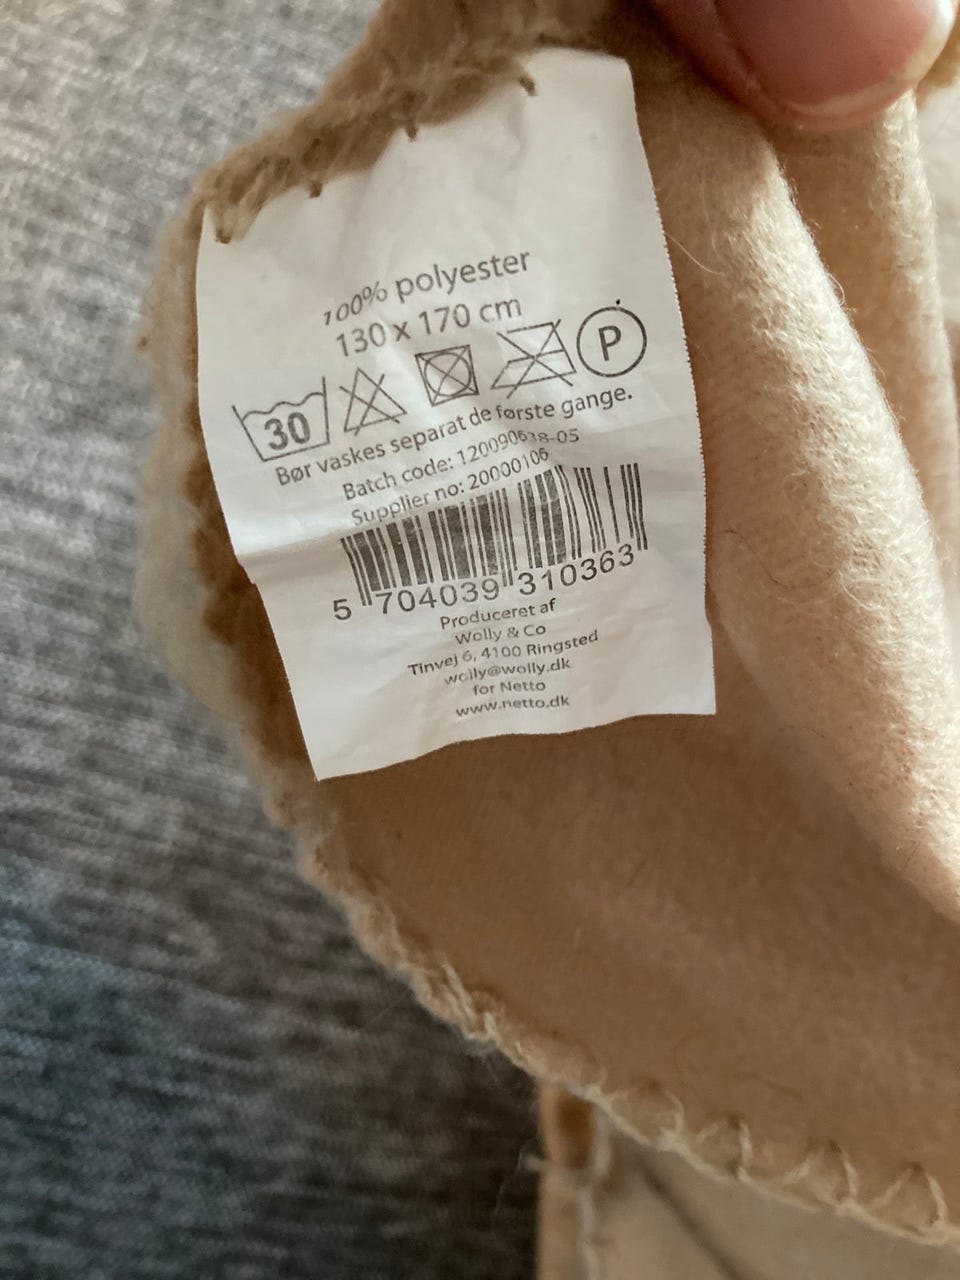 100% polyester
130 x 170 cm
30 P
Bør vaskes separat de første gange.
Batch code: 120090638-05
Supplier no: 20000106
5 704039 310363
Produceret af
Wolly & Co
Tinvej 6, 4100 Ringsted
wolly@wolly.dk
for Netto
www.netto.dk